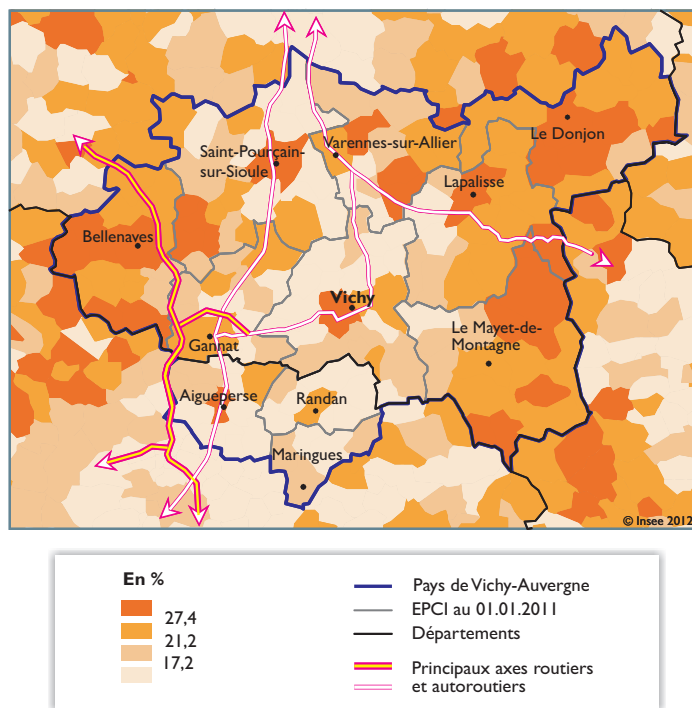 Le Donjon
Saint-Pourçain-
sur-Sioule
Varennes-sur-Allier
Lapalisse
Bellenaves
Vichy
Le Mayet-de-
Montagne
Gannat
Aigueperse
Randan
Maringues
© Insee 2012
En %
27,4
21,2
17,2
Pays de Vichy-Auvergne
EPCI au 01.01.2011
Départements
Principaux axes routiers
et autoroutiers